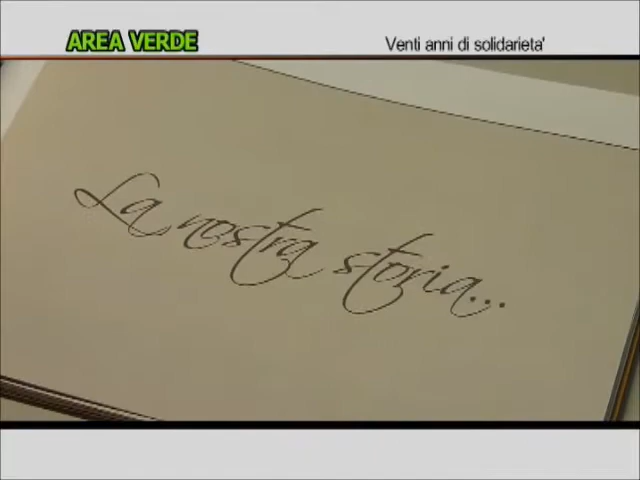 AREA VERDE
Venti anni di solidarieta'
La nostra storia...